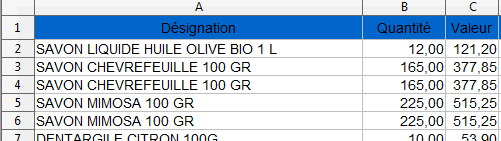 A B C
1 Désignation Quantité Valeur
2 SAVON LIQUIDE HUILE OLIVE BIO 1 L 12,00 121,20
3 SAVON CHEVREFEUILLE 100 GR 165,00 377,85
4 SAVON CHEVREFEUILLE 100 GR 165,00 377,85
5 SAVON MIMOSA 100 GR 225,00 515,25
6 SAVON MIMOSA 100 GR 225,00 515,25
7 DENTARGILE CITRON 100G 10,00 53,90